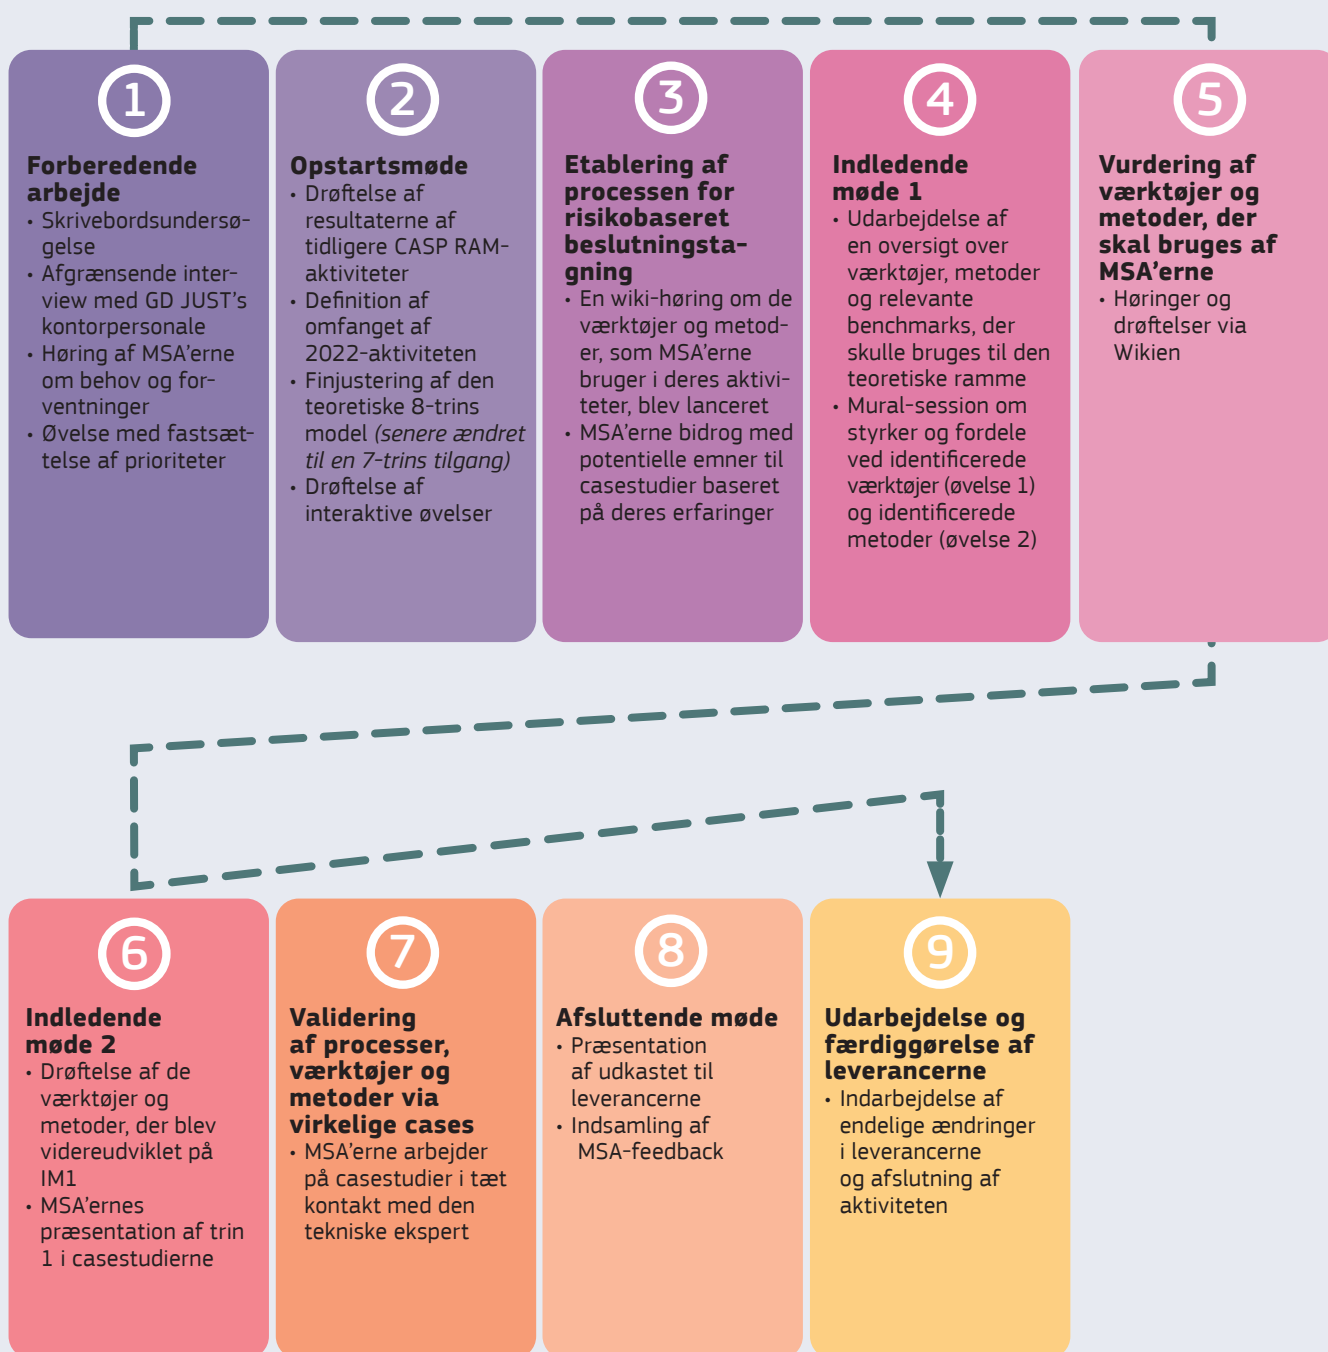 1
Forberedende
arbejde
• Skrivebordsundersø-
gelse
• Afgrænsende inter-
view med GD JUST's
kontorpersonale
• Høring af MSA'erne
om behov og for-
ventninger
• Øvelse med fastsæt-
telse af prioriteter
2
Opstartsmøde
• Drøftelse af
resultaterne af
tidligere CASP RAM-
aktiviteter
• Definition af
omfanget af
2022-aktiviteten
• Finjustering af den
teoretiske 8-trins
model (senere ændret
til en 7-trins tilgang)
• Drøftelse af
interaktive øvelser
3
Etablering af
processen for
risikobaseret
beslutningsta-
gning
• En wiki-høring om de
værktøjer og metod-
er, som MSA'erne
bruger i deres aktivi-
teter, blev lanceret
• MSA'erne bidrog med
potentielle emner til
casestudier baseret
på deres erfaringer
4
Indledende
møde 1
• Udarbejdelse af
en oversigt over
værktøjer, metoder
og relevante
benchmarks, der
skulle bruges til den
teoretiske ramme
• Mural-session om
styrker og fordele
ved identificerede
værktøjer (øvelse 1)
og identificerede
metoder (øvelse 2)
5
Vurdering af
værktøjer og
metoder, der
skal bruges af
MSA'erne
• Høringer og
drøftelser via
Wikien
6
Indledende
møde 2
• Drøftelse af de
værktøjer og
metoder, der blev
videreudviklet på
IM1
• MSA'ernes
præsentation af trin
1 i casestudierne
7
Validering
af processer,
værktøjer og
metoder via
virkelige cases
• MSA'erne arbejder
på casestudier i tæt
kontakt med den
tekniske ekspert
8
Afsluttende møde
• Præsentation
af udkastet til
leverancerne
• Indsamling af
MSA-feedback
9
Udarbejdelse og
færdiggørelse af
leverancerne
• Indarbejdelse af
endelige ændringer
i leverancerne
og afslutning af
aktiviteten